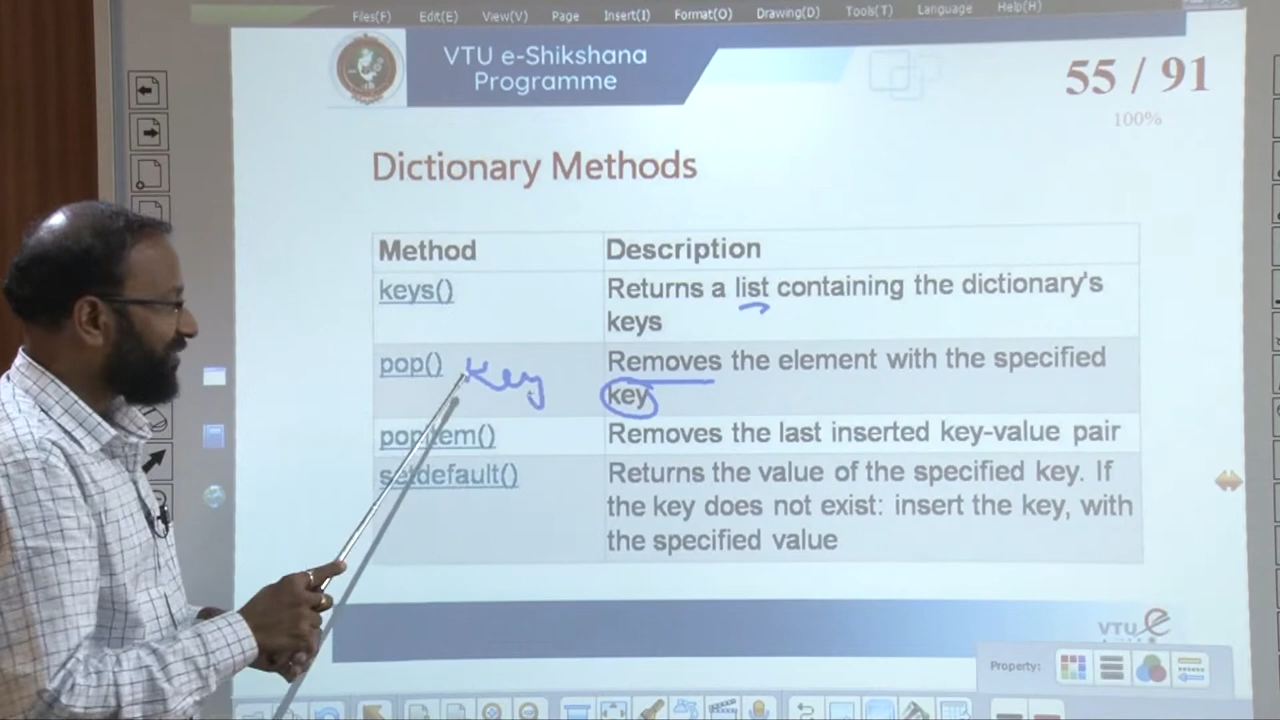 Files(F) Edit(E) View(V) Page Insert(I) Format(O) Drawing(D) Tools(T) Language Help(H)
VTU e-Shikshana
Programme
55 / 91
100%
Dictionary Methods
Method Description
keys() Returns a list containing the dictionary's
keys
pop() key Removes the element with the specified
key
popitem() Removes the last inserted key-value pair
setdefault() Returns the value of the specified key. If
the key does not exist: insert the key, with
the specified value
VTU e
Property: